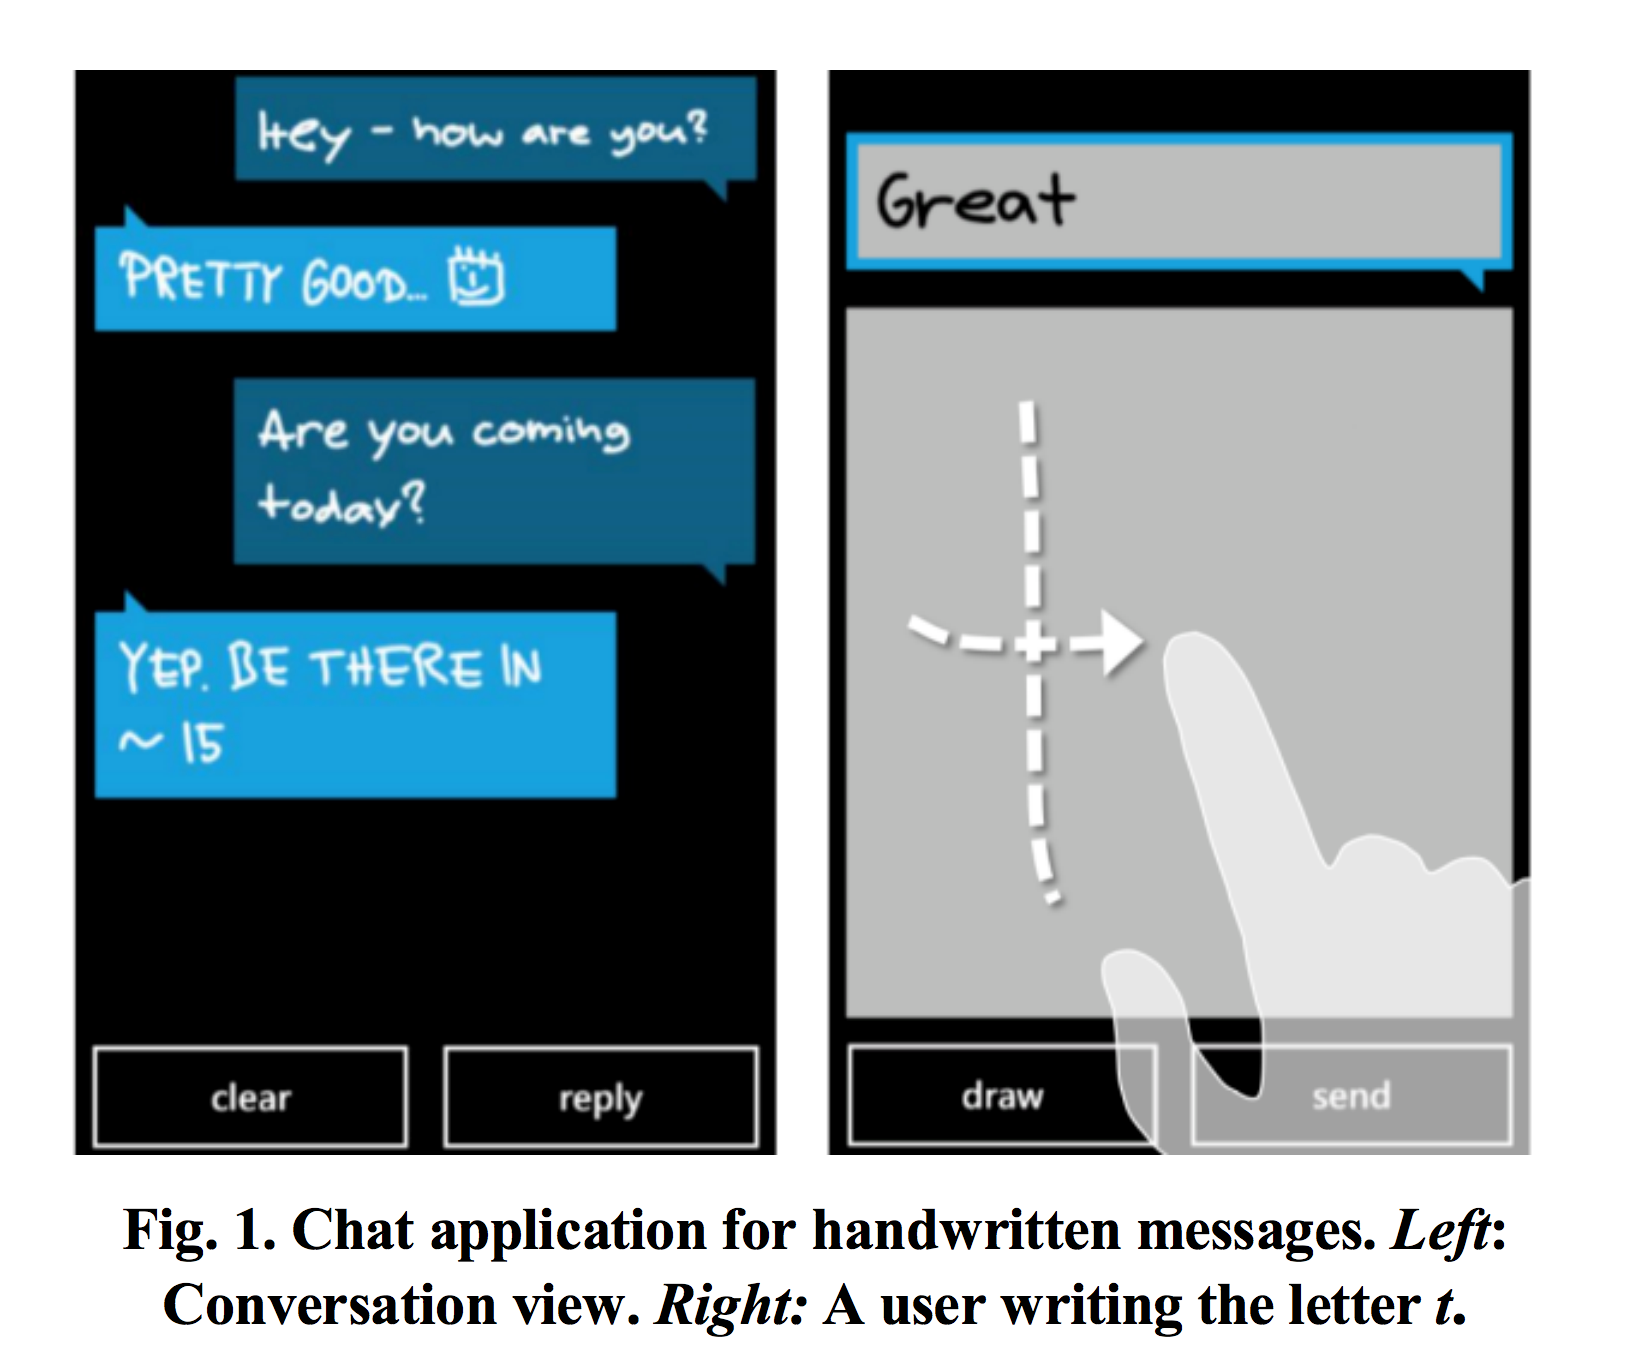 Hey - how are you?
PRETTY GOOD...
Are you coming
today?
YEP. BE THERE IN
~ 15
clear
reply
Great
draw
send
Fig. 1. Chat application for handwritten messages. Left:
Conversation view. Right: A user writing the letter t.